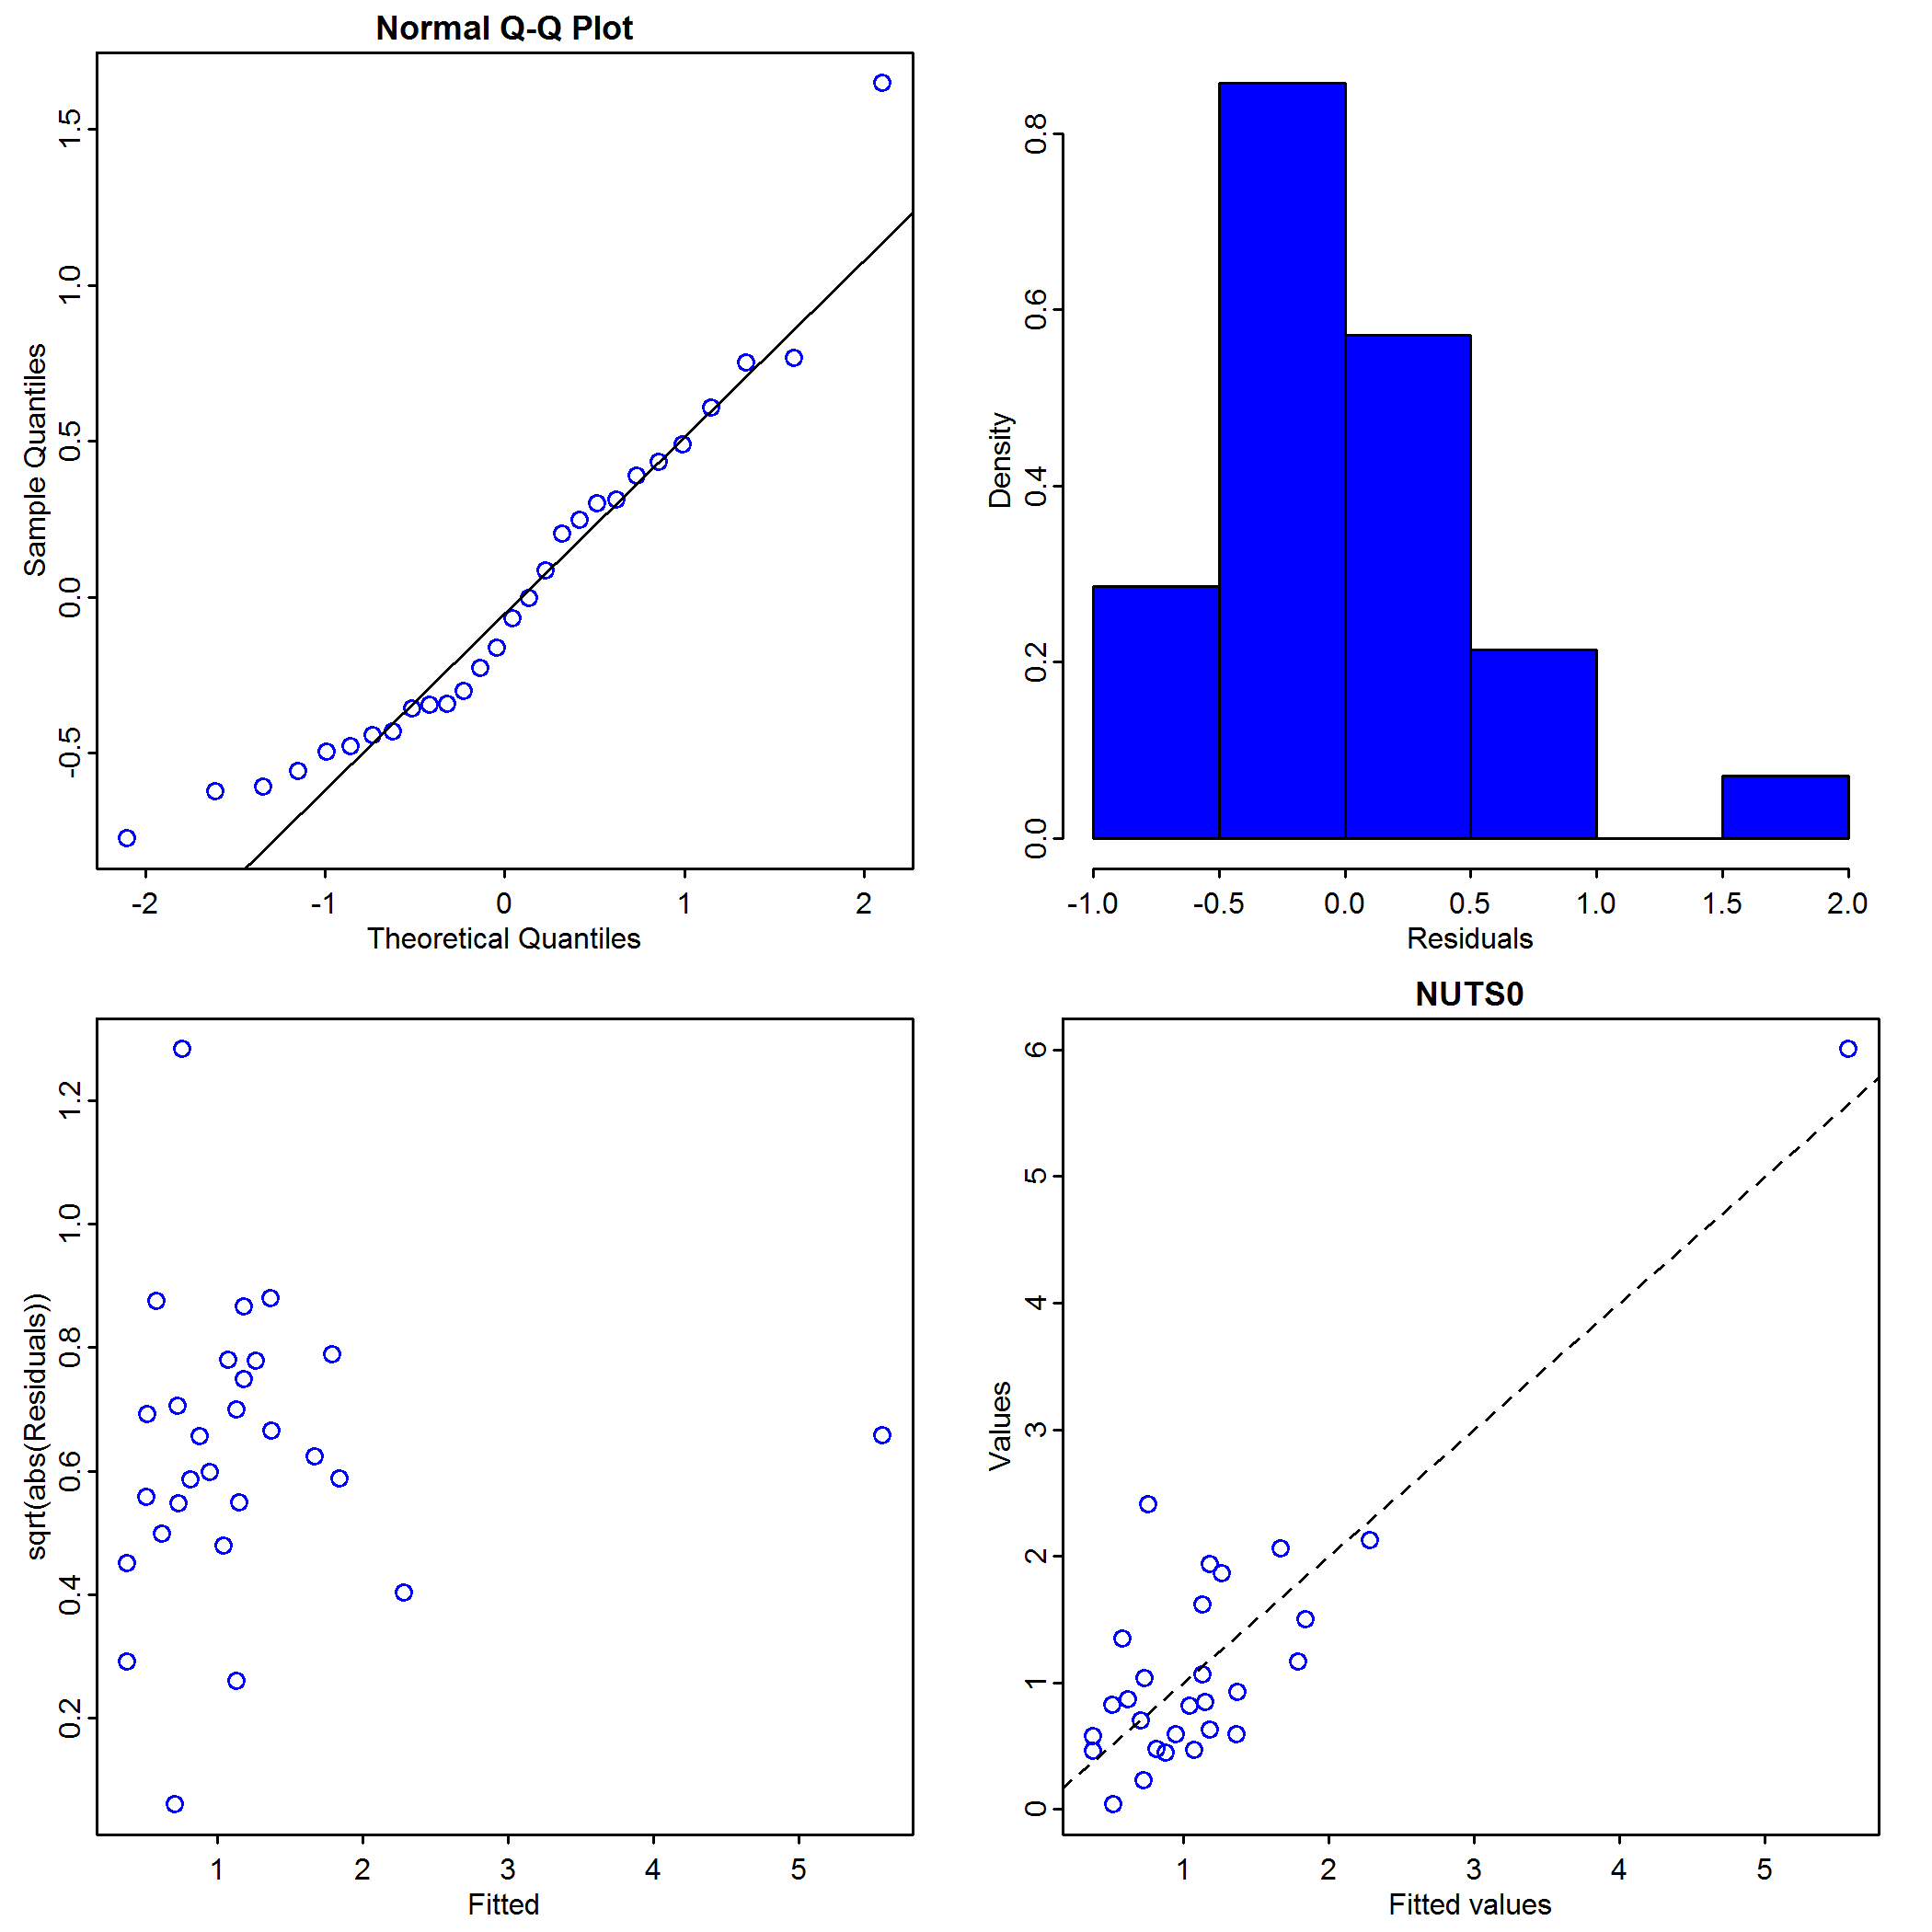 Normal Q-Q Plot
Sample Quantiles
-0.5 0.0 0.5 1.0 1.5
-2 -1 0 1 2
Theoretical Quantiles
Density
0.0 0.2 0.4 0.6 0.8
-1.0 -0.5 0.0 0.5 1.0 1.5 2.0
Residuals
sqrt(abs(Residuals))
0.2 0.4 0.6 0.8 1.0 1.2
1 2 3 4 5
Fitted
NUTS0
Values
0 1 2 3 4 5 6
1 2 3 4 5
Fitted values